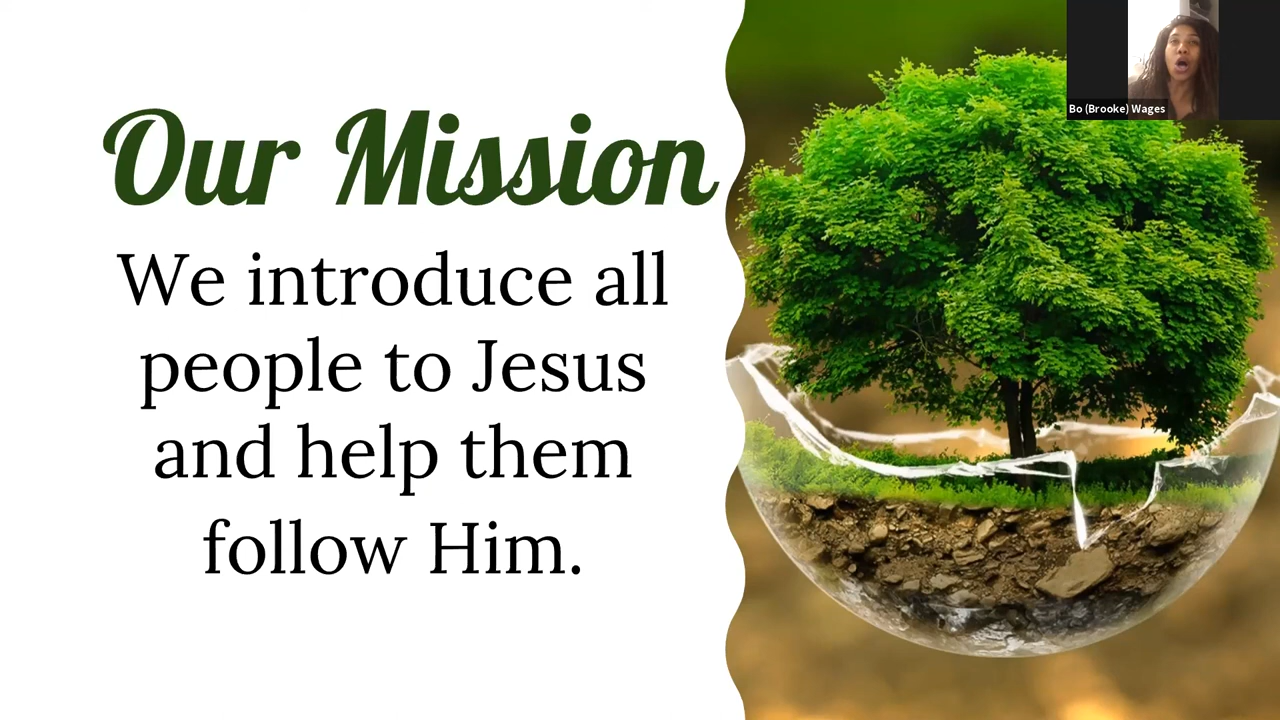 Our Mission
We introduce all
people to Jesus
and help them
follow Him.
Bo (Brooke) Wages